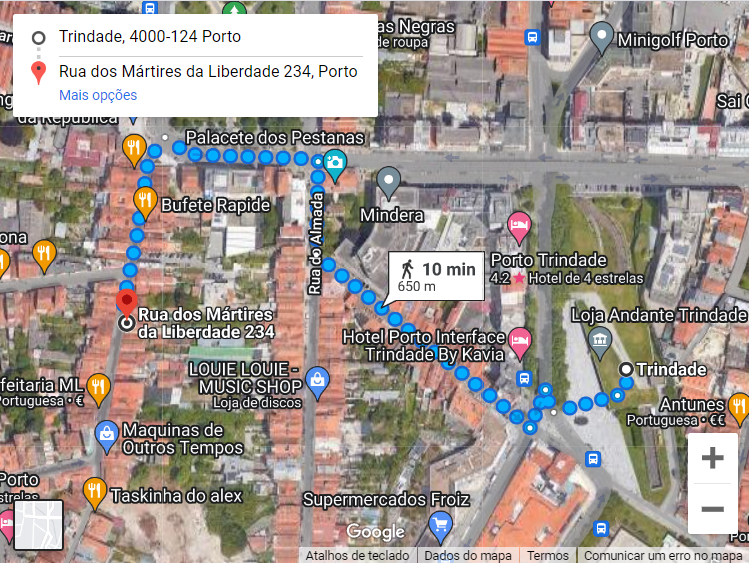 Trindade, 4000-124 Porto
Rua dos Mártires da Liberdade 234, Porto
Mais opções
as Negras
de roupa
Minigolf Porto
Sai C
da República
Palacete dos Pestanas
Mindera
Bufete Rapide
ona
Rua do Almada
10 min
650 m
Porto Trindade
4.2 ★ Hotel de 4 estrelas
Rua dos Mártires
da Liberdade 234
Loja Andante Trindade
Hotel Porto Interface
Trindade By Kavia
Trindade
LOUIE LOUIE -
MUSIC SHOP
Loja de discos
feitaria ML
Portuguesa • €
Antunes
Portuguesa • €€
Maquinas de
Outros Tempos
Porto
strelas
Taskinha do alex
Supermercados Froiz
Google
Atalhos de teclado
Dados do mapa
Termos
Comunicar um erro no mapa